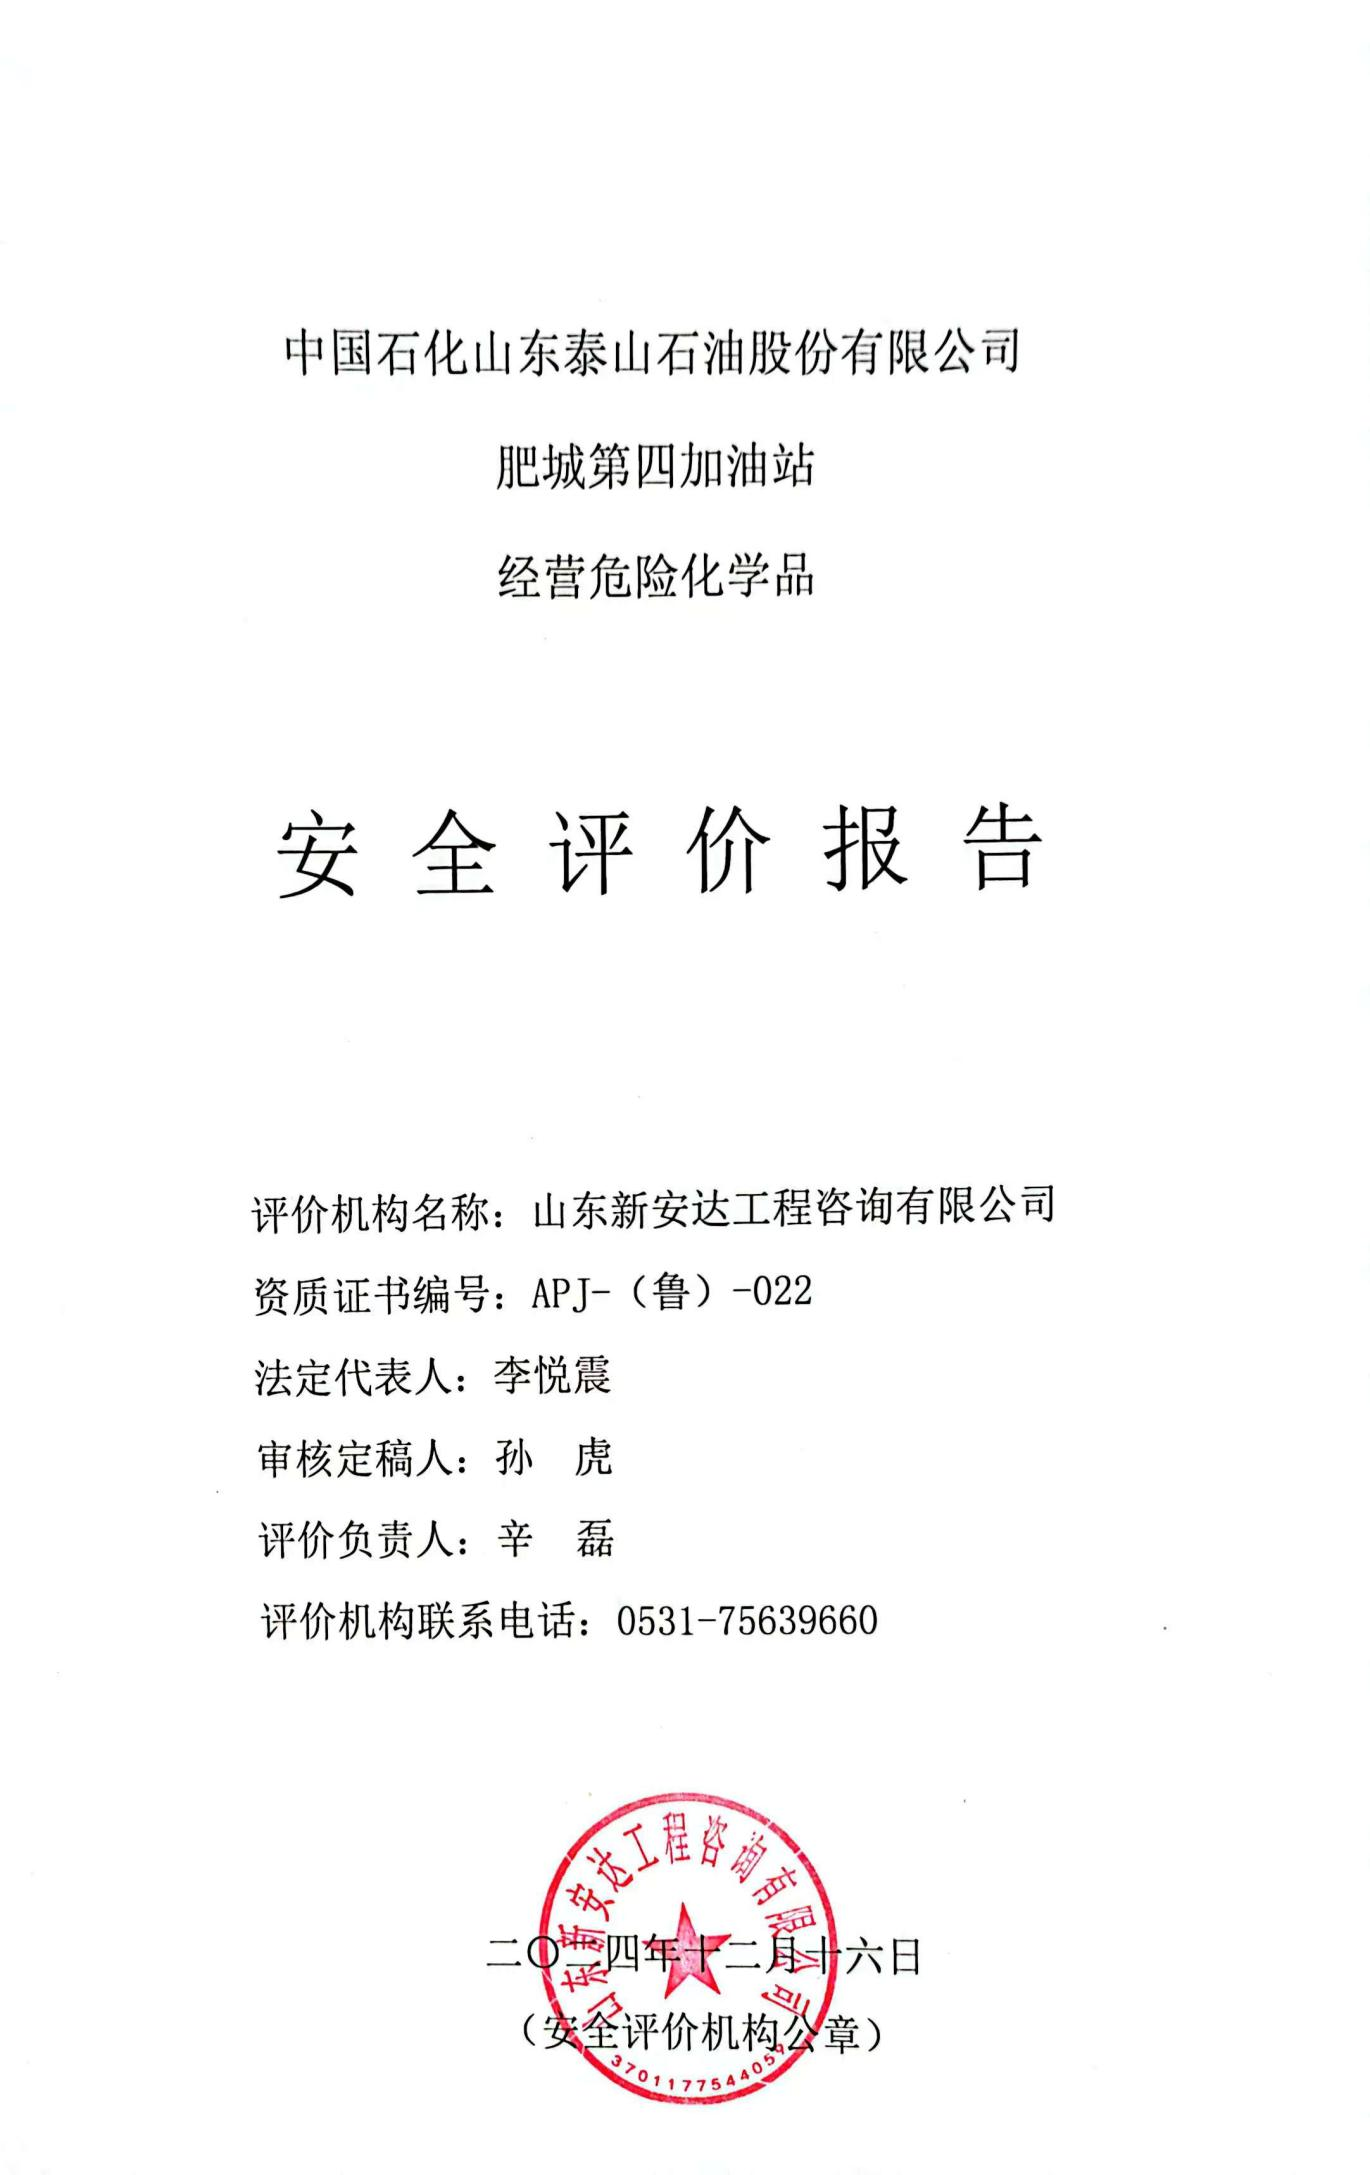 中国石化山东泰山石油股份有限公司
肥城第四加油站
经营危险化学品
安全评价报告
评价机构名称：山东新安达工程咨询有限公司
资质证书编号：APJ-（鲁）-022
法定代表人：李悦震
审核定稿人：孙　虎
评价负责人：辛　磊
评价机构联系电话：0531-75639660
山东新安达工程咨询有限公司
二〇二四年十二月十六日
（安全评价机构公章）
3701177544059